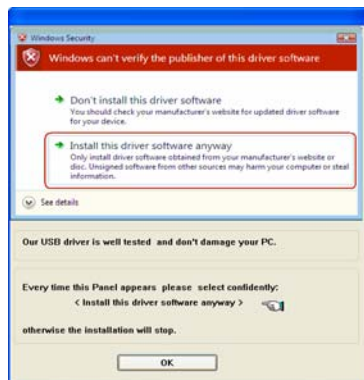 Windows Security
Windows can't verify the publisher of this driver software
Don't install this driver software
You should check your manufacturer's website for updated driver software
for your device.
Install this driver software anyway
Only install driver software obtained from your manufacturer's website or
disc. Unsigned software from other sources may harm your computer or steal
information.
See details
Our USB driver is well tested and don't damage your PC.
Every time this Panel appears please select confidently:
< Install this driver software anyway >
otherwise the installation will stop.
OK